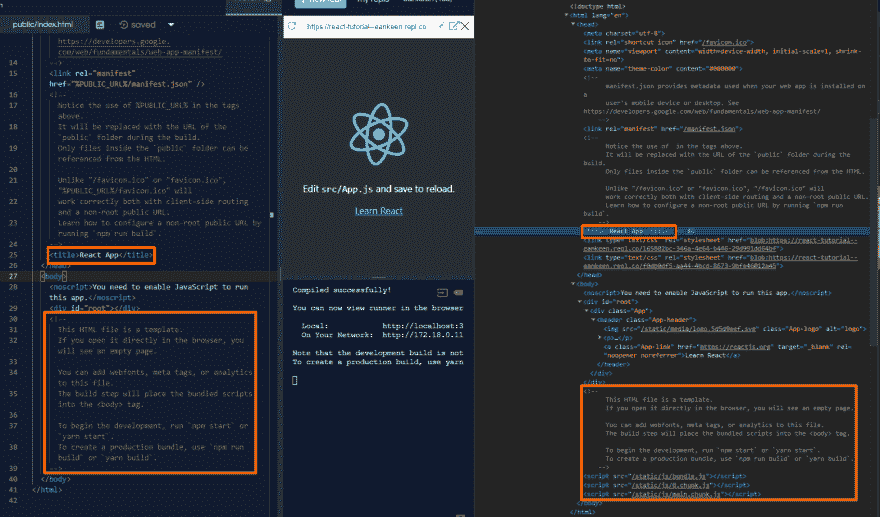 public/index.html
saved
https://developers.google.
com/web/fundamentals/web-app-manifest/
14 -->
15 <link rel="manifest"
href="%PUBLIC_URL%/manifest.json" />
16 <!--
17 Notice the use of %PUBLIC_URL% in the tags
above.
18 It will be replaced with the URL of the
`public` folder during the build.
19 Only files inside the `public` folder can be
referenced from the HTML.
20
21 Unlike "/favicon.ico" or "favicon.ico",
"%PUBLIC_URL%/favicon.ico" will
22 work correctly both with client-side routing
and a non-root public URL.
23 Learn how to configure a non-root public URL by
running `npm run build`.
24 -->
25 <title>React App</title>
26 </head>
27 <body>
28 <noscript>You need to enable JavaScript to run
this app.</noscript>
29 <div id="root"></div>
30 <!--
31 This HTML file is a template.
32 If you open it directly in the browser, you
will see an empty page.
33
34 You can add webfonts, meta tags, or analytics
to this file.
35 The build step will place the bundled scripts
into the <body> tag.
36
37 To begin the development, run `npm start` or
`yarn start`.
38 To create a production bundle, use `npm run
build` or `yarn build`.
39 -->
40 </body>
41 </html>
42
https://react-tutorial--eankeen.repl.co
Edit src/App.js and save to reload.
Learn React
Compiled successfully!
You can now view runner in the browser
Local: http://localhost:3
On Your Network: http://172.18.0.11
Note that the development build is not
To create a production build, use yarn
<!doctype html>
<html lang="en">
<head>
<meta charset="utf-8">
<link rel="shortcut icon" href="/favicon.ico">
<meta name="viewport" content="width=device-width, initial-scale=1, shrink-
to-fit=no">
<meta name="theme-color" content="#000000">
<!--
manifest.json provides metadata used when your web app is installed on
a
user's mobile device or desktop. See
https://developers.google.com/web/fundamentals/web-app-manifest/
-->
<link rel="manifest" href="/manifest.json">
<!--
Notice the use of in the tags above.
It will be replaced with the URL of the `public` folder during the
build.
Only files inside the `public` folder can be referenced from the HTML.
Unlike "/favicon.ico" or "favicon.ico", "/favicon.ico" will
work correctly both with client-side routing and a non-root public URL.
Learn how to configure a non-root public URL by running `npm run
build`.
-->
React App
<link type="text/css" rel="stylesheet" href="blob:https://react-tutorial--
<link type="text/css" rel="stylesheet" href="blob:https://react-tutorial--
</head>
<body>
<noscript>You need to enable JavaScript to run this app.</noscript>
<div id="root">
<div class="App">
<header class="App-header">
class="App-logo" alt="logo">
<p>…</p>
<a class="App-link" href="https://reactjs.org" target="_blank" rel=
"noopener noreferrer">Learn React</a>
</header>
</div>
</div>
<!--
This HTML file is a template.
If you open it directly in the browser, you will see an empty page.
You can add webfonts, meta tags, or analytics to this file.
The build step will place the bundled scripts into the <body> tag.
To begin the development, run `npm start` or `yarn start`.
To create a production bundle, use `npm run build` or `yarn build`.
-->
<script src="/static/js/bundle.js"></script>
<script src="/static/js/0.chunk.js"></script>
<script src="/static/js/main.chunk.js"></script>
</body>
</html>